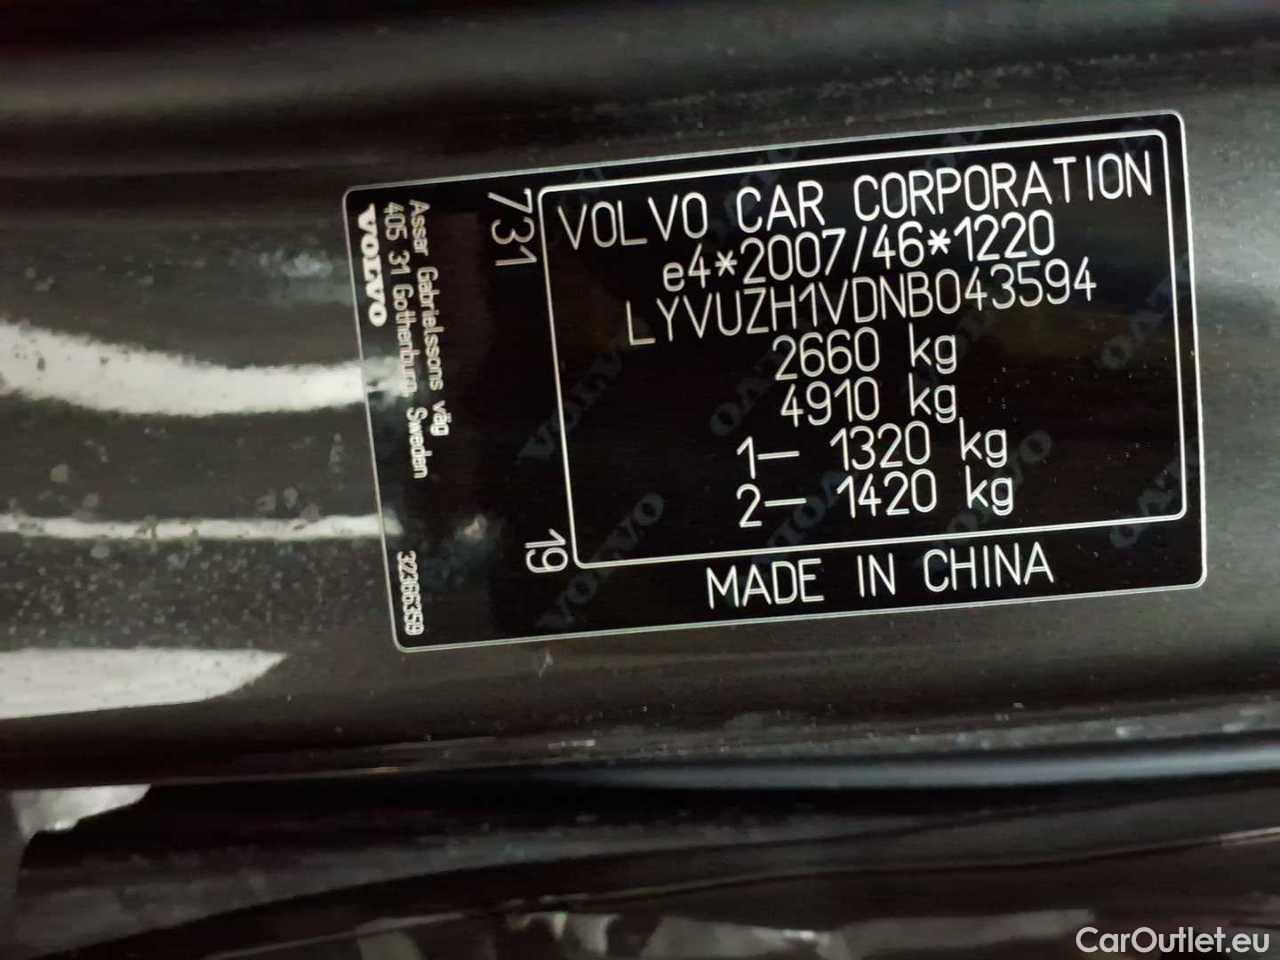 VOLVO CAR CORPORATION
e4*2007/46*1220
LYVUZH1VDNB043594
2660 kg
4910 kg
1– 1320 kg
2– 1420 kg
MADE IN CHINA
731
19
Assar Gabrielssons väg
405 31 Gothenburg Sweden
VOLVO
32366359
CarOutlet.eu